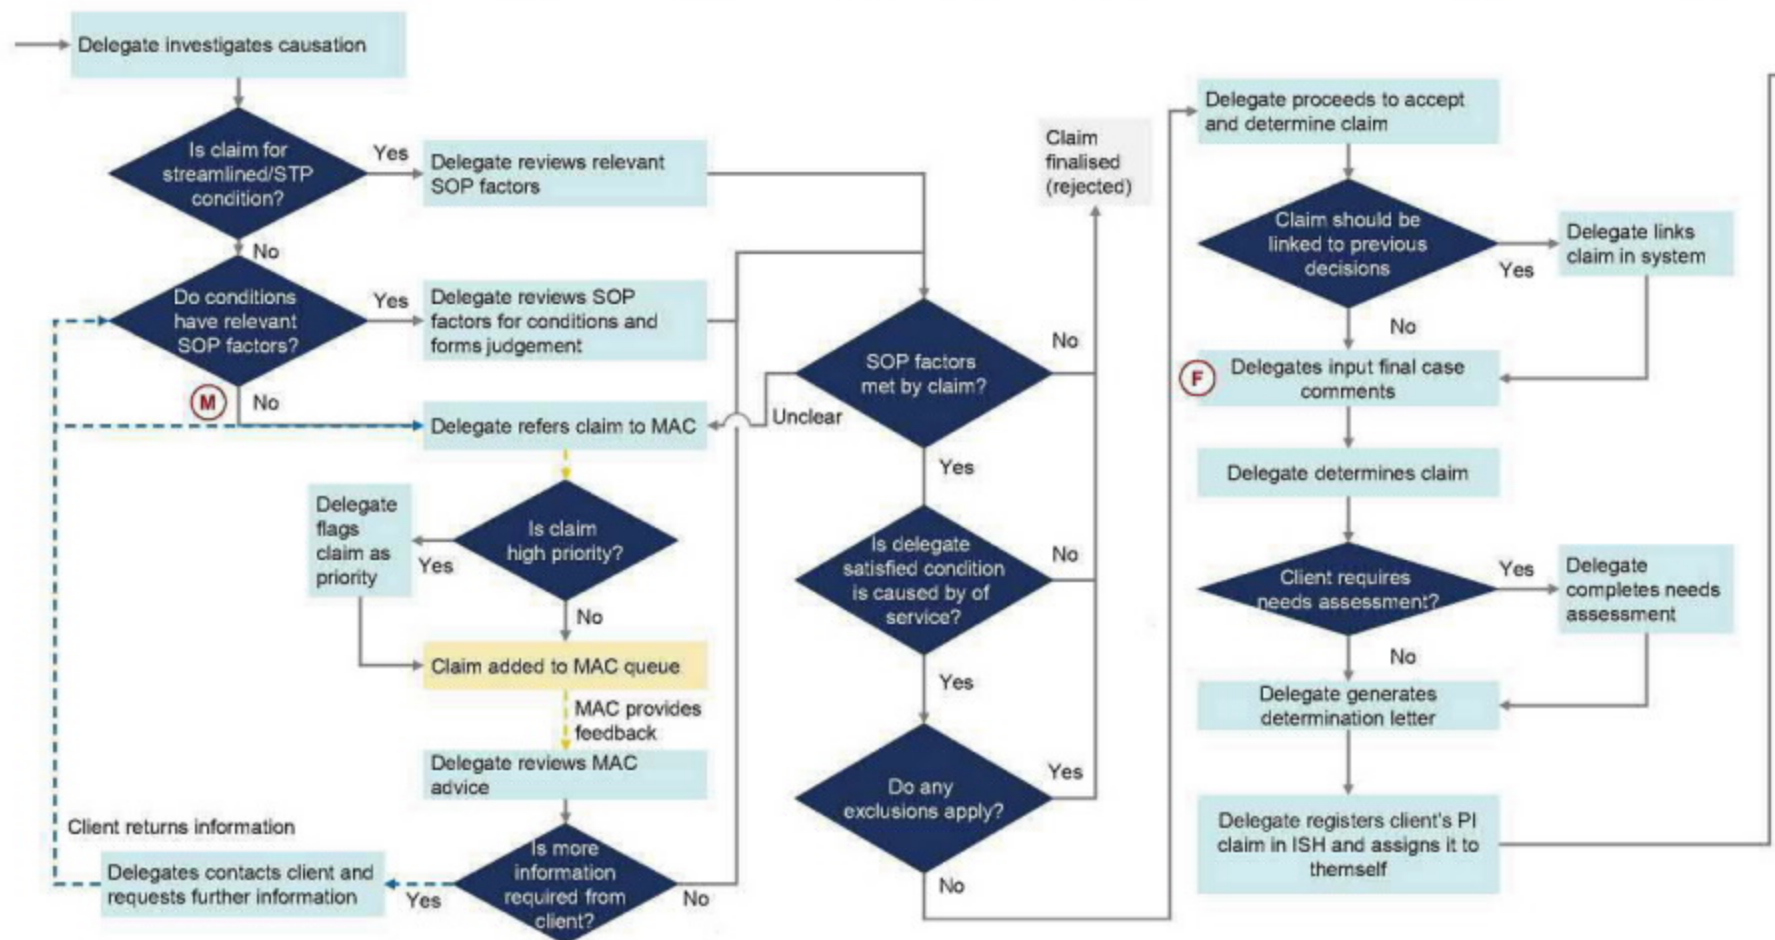 Delegate investigates causation
Is claim for
streamlined/STP
condition?
Yes
Delegate reviews relevant
SOP factors
No
Do conditions
have relevant
SOP factors?
Yes
Delegate reviews SOP
factors for conditions and
forms judgement
M
No
Delegate refers claim to MAC
Is claim
high priority?
Yes
Delegate
flags
claim as
priority
No
Claim added to MAC queue
MAC provides
feedback
Delegate reviews MAC
advice
Is more
information
required from
client?
Yes
Delegates contacts client and
requests further information
Client returns information
No
SOP factors
met by claim?
Unclear
No
Claim
finalised
(rejected)
Yes
Is delegate
satisfied condition
is caused by of
service?
No
Yes
Do any
exclusions apply?
Yes
No
Delegate proceeds to accept
and determine claim
Claim should be
linked to previous
decisions
Yes
Delegate links
claim in system
No
F
Delegates input final case
comments
Delegate determines claim
Client requires
needs assessment?
Yes
Delegate
completes needs
assessment
No
Delegate generates
determination letter
Delegate registers client's PI
claim in ISH and assigns it to
themself